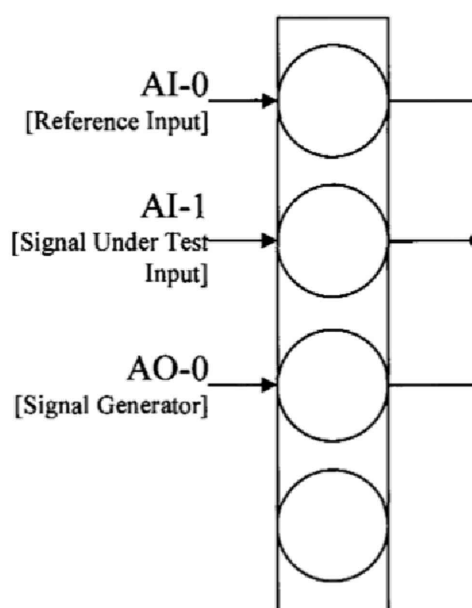 AI-0
[Reference Input]
AI-1
[Signal Under Test
Input]
AO-0
[Signal Generator]